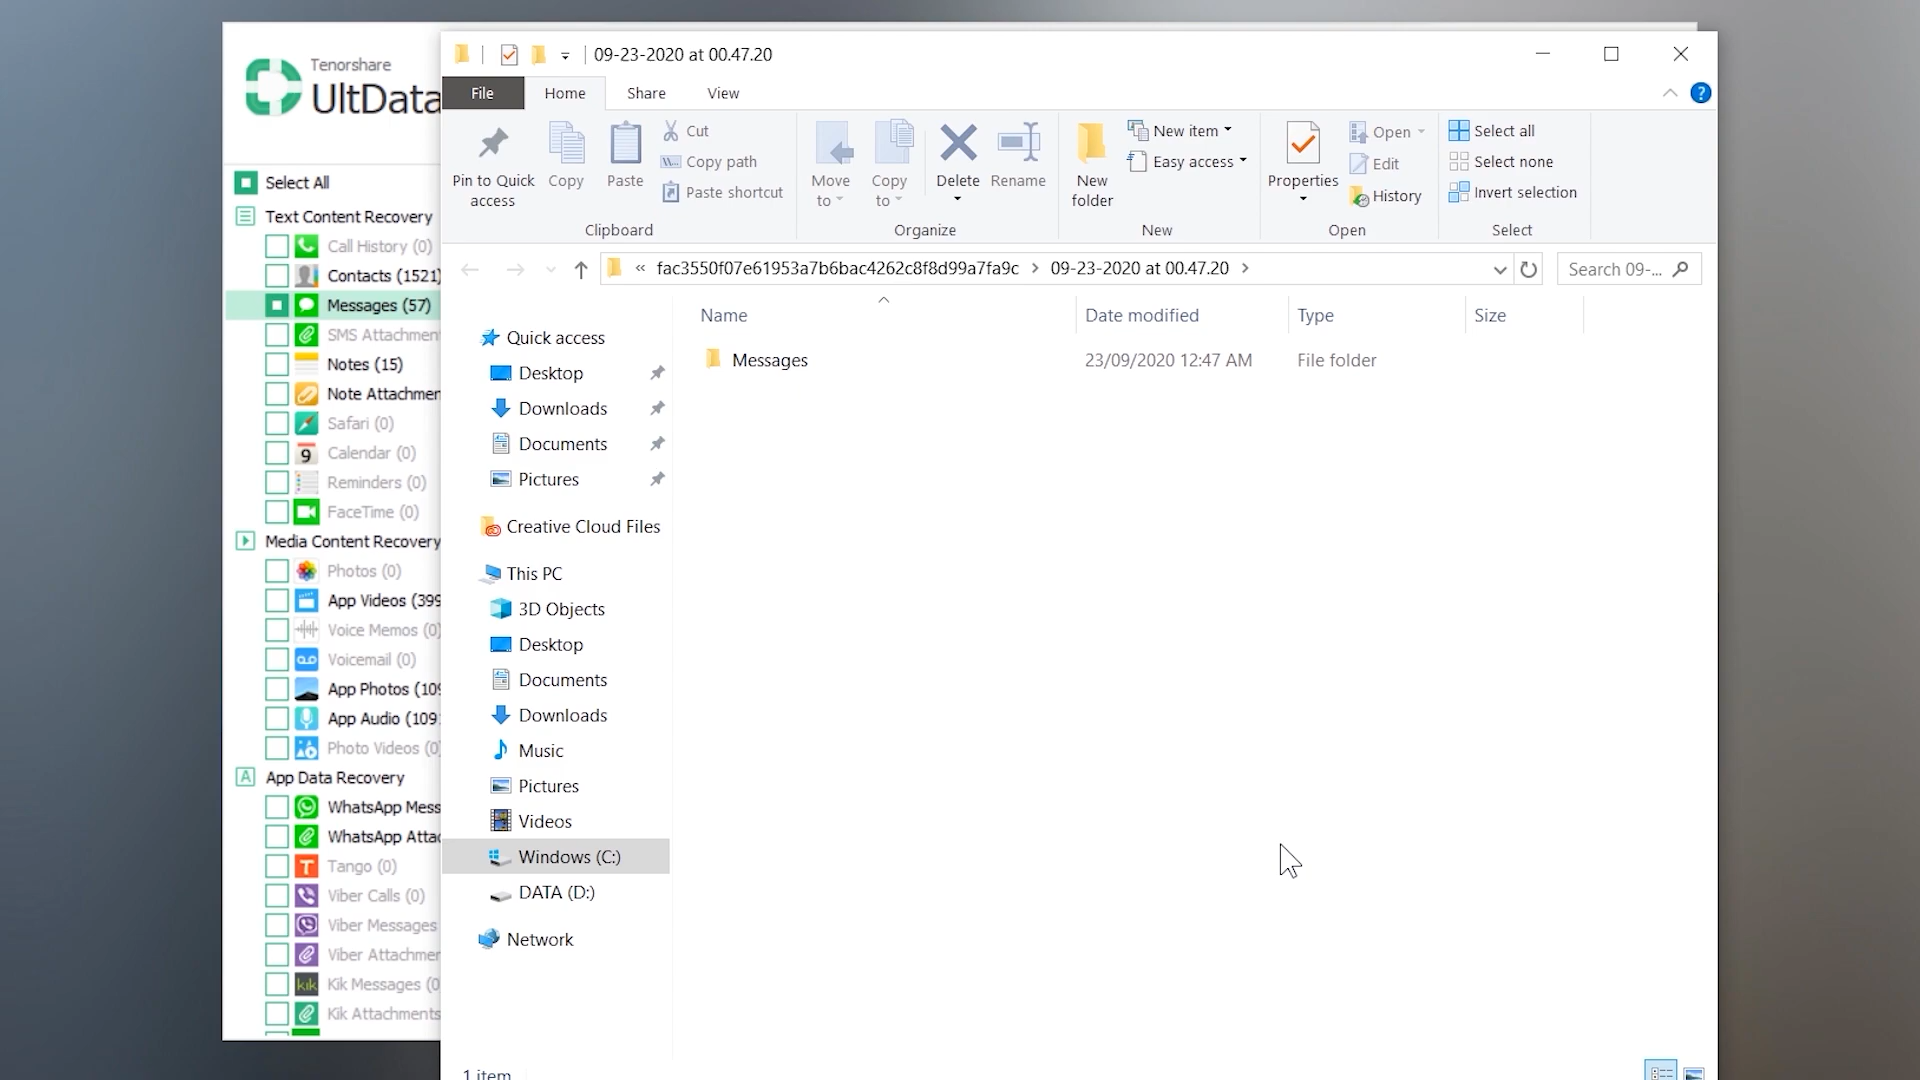 Tenorshare
UltData
Select All
Text Content Recovery
Call History (0)
Contacts (1521)
Messages (57)
SMS Attachment
Notes (15)
Note Attachmen
Safari (0)
9
Calendar (0)
Reminders (0)
FaceTime (0)
Media Content Recovery
Photos (0)
App Videos (399
Voice Memos (0)
Voicemail (0)
App Photos (109
App Audio (109
Photo Videos (0)
A
App Data Recovery
WhatsApp Mess
WhatsApp Attac
T
Tango (0)
Viber Calls (0)
Viber Messages
Viber Attachmen
kik
Kik Messages (0
Kik Attachments
09-23-2020 at 00.47.20
File
Home
Share
View
?
Pin to Quick
access
Copy
Paste
Cut
Copy path
Paste shortcut
Clipboard
Move
to
Copy
to
Delete
Rename
Organize
New
folder
New item
Easy access
New
Properties
Open
Edit
History
Open
Select all
Select none
Invert selection
Select
« fac3550f07e61953a7b6bac4262c8f8d99a7fa9c > 09-23-2020 at 00.47.20 >
Search 09-...
Quick access
Desktop
Downloads
Documents
Pictures
Creative Cloud Files
This PC
3D Objects
Desktop
Documents
Downloads
Music
Pictures
Videos
Windows (C:)
DATA (D:)
Network
Name
Date modified
Type
Size
Messages
23/09/2020 12:47 AM
File folder
1 item